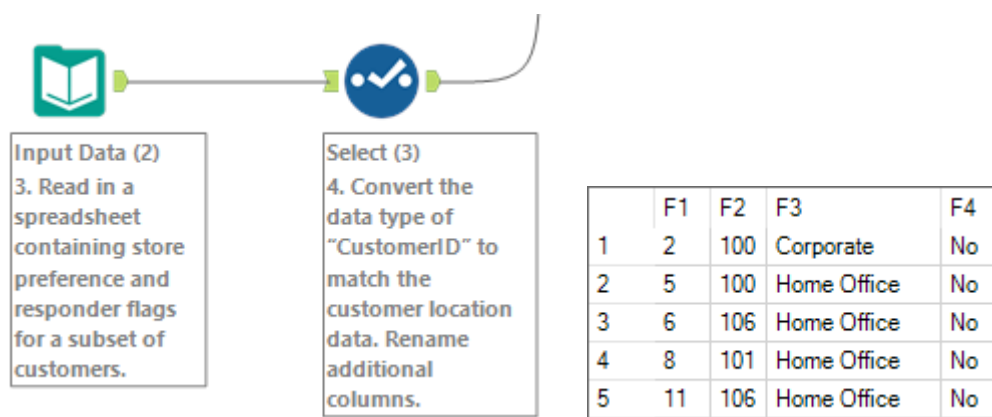 Input Data (2)
3. Read in a
spreadsheet
containing store
preference and
responder flags
for a subset of
customers.
Select (3)
4. Convert the
data type of
“CustomerID” to
match the
customer location
data. Rename
additional
columns.
F1 F2 F3 F4
1 2 100 Corporate No
2 5 100 Home Office No
3 6 106 Home Office No
4 8 101 Home Office No
5 11 106 Home Office No